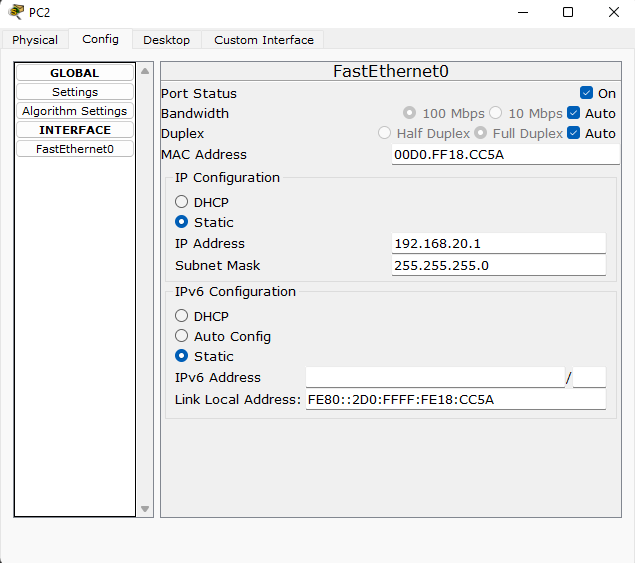 PC2
Physical Config Desktop Custom Interface
GLOBAL
Settings
Algorithm Settings
INTERFACE
FastEthernet0
FastEthernet0
Port Status On
Bandwidth 100 Mbps 10 Mbps Auto
Duplex Half Duplex Full Duplex Auto
MAC Address 00D0.FF18.CC5A
IP Configuration
DHCP
Static
IP Address 192.168.20.1
Subnet Mask 255.255.255.0
IPv6 Configuration
DHCP
Auto Config
Static
IPv6 Address /
Link Local Address: FE80::2D0:FFFF:FE18:CC5A